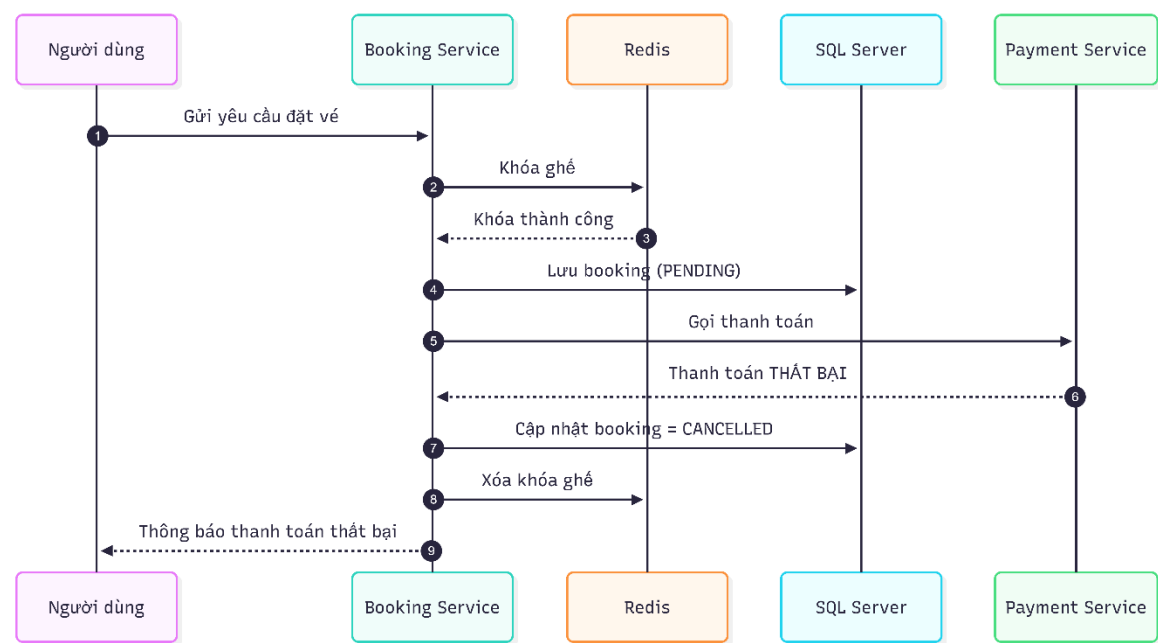 Người dùng
Booking Service
Redis
SQL Server
Payment Service
Gửi yêu cầu đặt vé
1
Khóa ghế
2
Khóa thành công
3
Lưu booking (PENDING)
4
Gọi thanh toán
5
Thanh toán THẤT BẠI
6
Cập nhật booking = CANCELLED
7
Xóa khóa ghế
8
Thông báo thanh toán thất bại
9
Người dùng
Booking Service
Redis
SQL Server
Payment Service